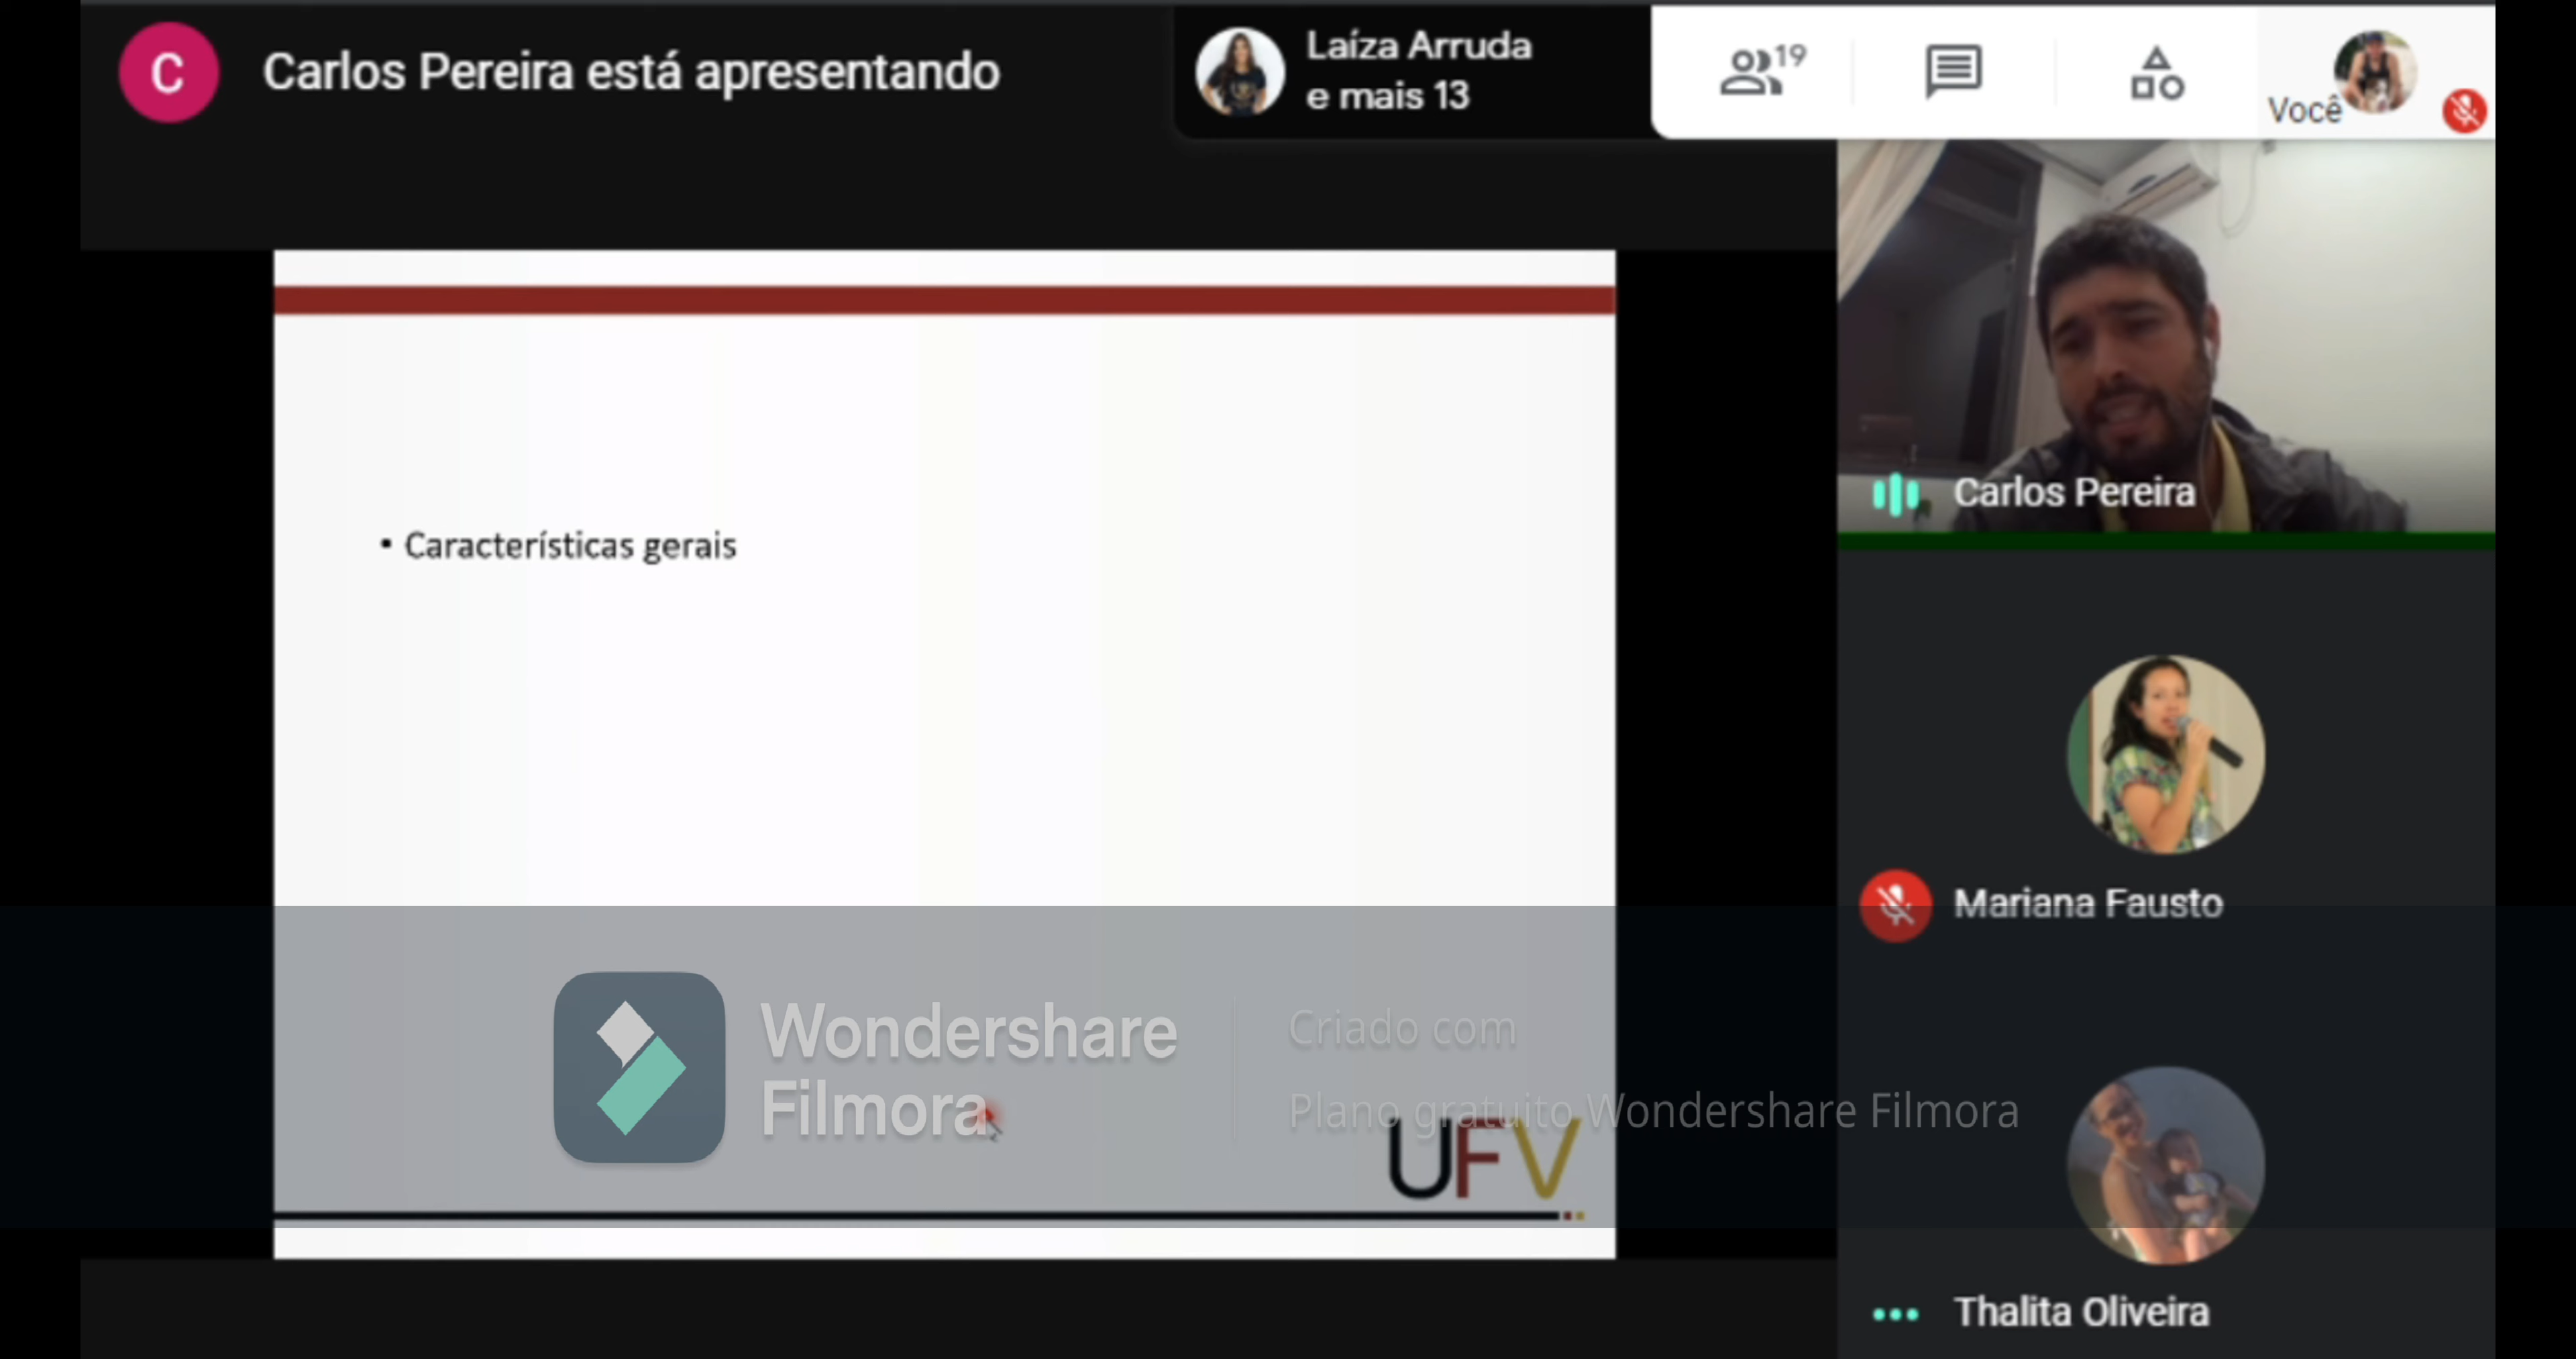 C
Carlos Pereira está apresentando
Laíza Arruda
e mais 13
19
Você
Carlos Pereira
• Características gerais
Mariana Fausto
Wondershare
Filmora
Criado com
Plano gratuito Wondershare Filmora
UFV
Thalita Oliveira